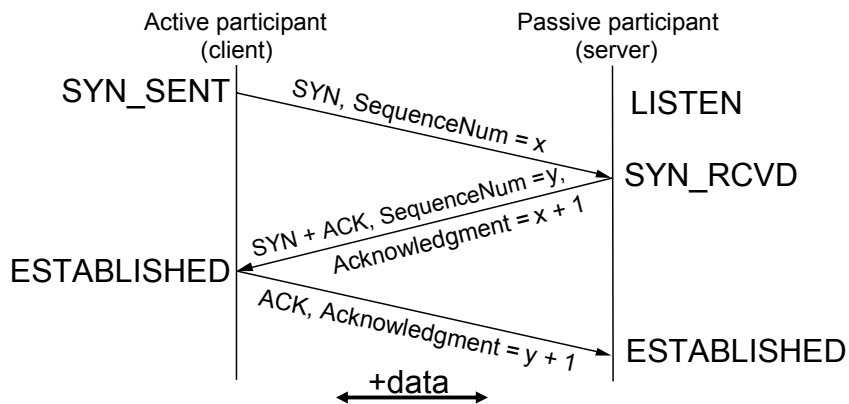 Active participant
(client)
Passive participant
(server)
SYN_SENT
LISTEN
SYN, SequenceNum = x
SYN_RCVD
SYN + ACK, SequenceNum =y,
Acknowledgment = x + 1
ESTABLISHED
ACK, Acknowledgment = y + 1
ESTABLISHED
+data